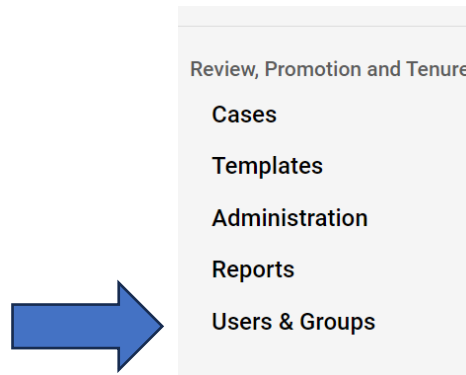 Review, Promotion and Tenure
Cases
Templates
Administration
Reports
Users & Groups